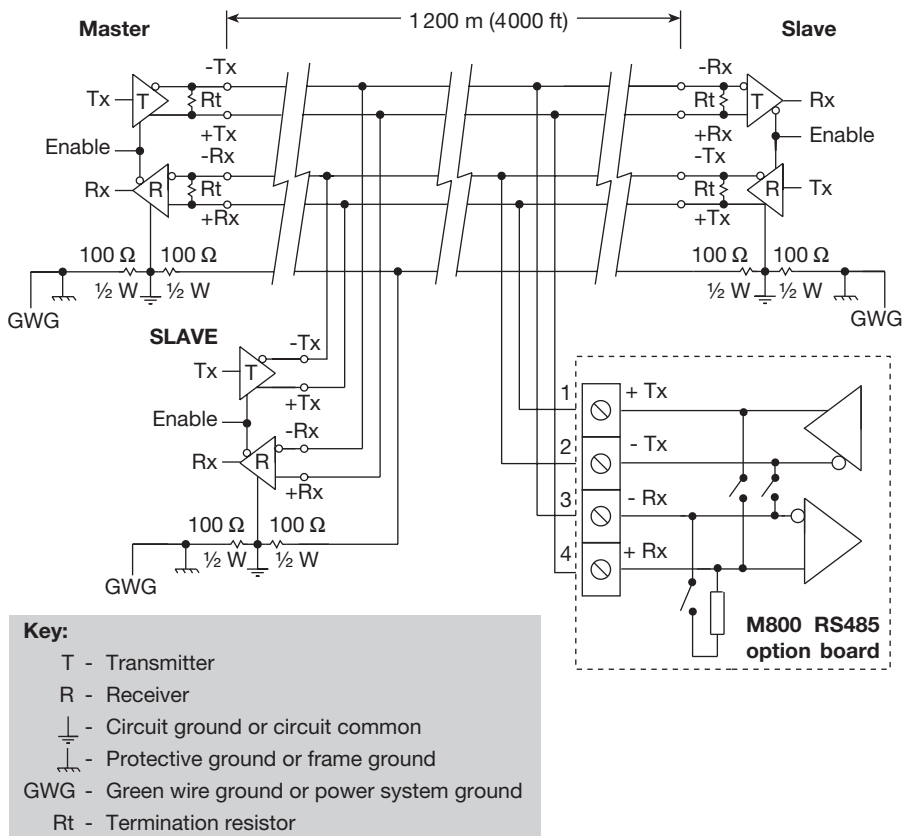 1200 m (4000 ft)
Master
Slave
-Tx
-Rx
Tx
T
Rt
Rt
T
Rx
+Tx
+Rx
Enable
Enable
-Rx
-Tx
Rx
R
Rt
Rt
R
Tx
+Rx
+Tx
100 Ω
100 Ω
100 Ω
100 Ω
½ W
½ W
½ W
½ W
GWG
GWG
SLAVE
-Tx
Tx
T
+Tx
Enable
-Rx
Rx
R
+Rx
100 Ω
100 Ω
½ W
½ W
GWG
1
+ Tx
2
- Tx
3
- Rx
4
+ Rx
M800 RS485
option board
Key:
T - Transmitter
R - Receiver
- Circuit ground or circuit common
- Protective ground or frame ground
GWG - Green wire ground or power system ground
Rt - Termination resistor